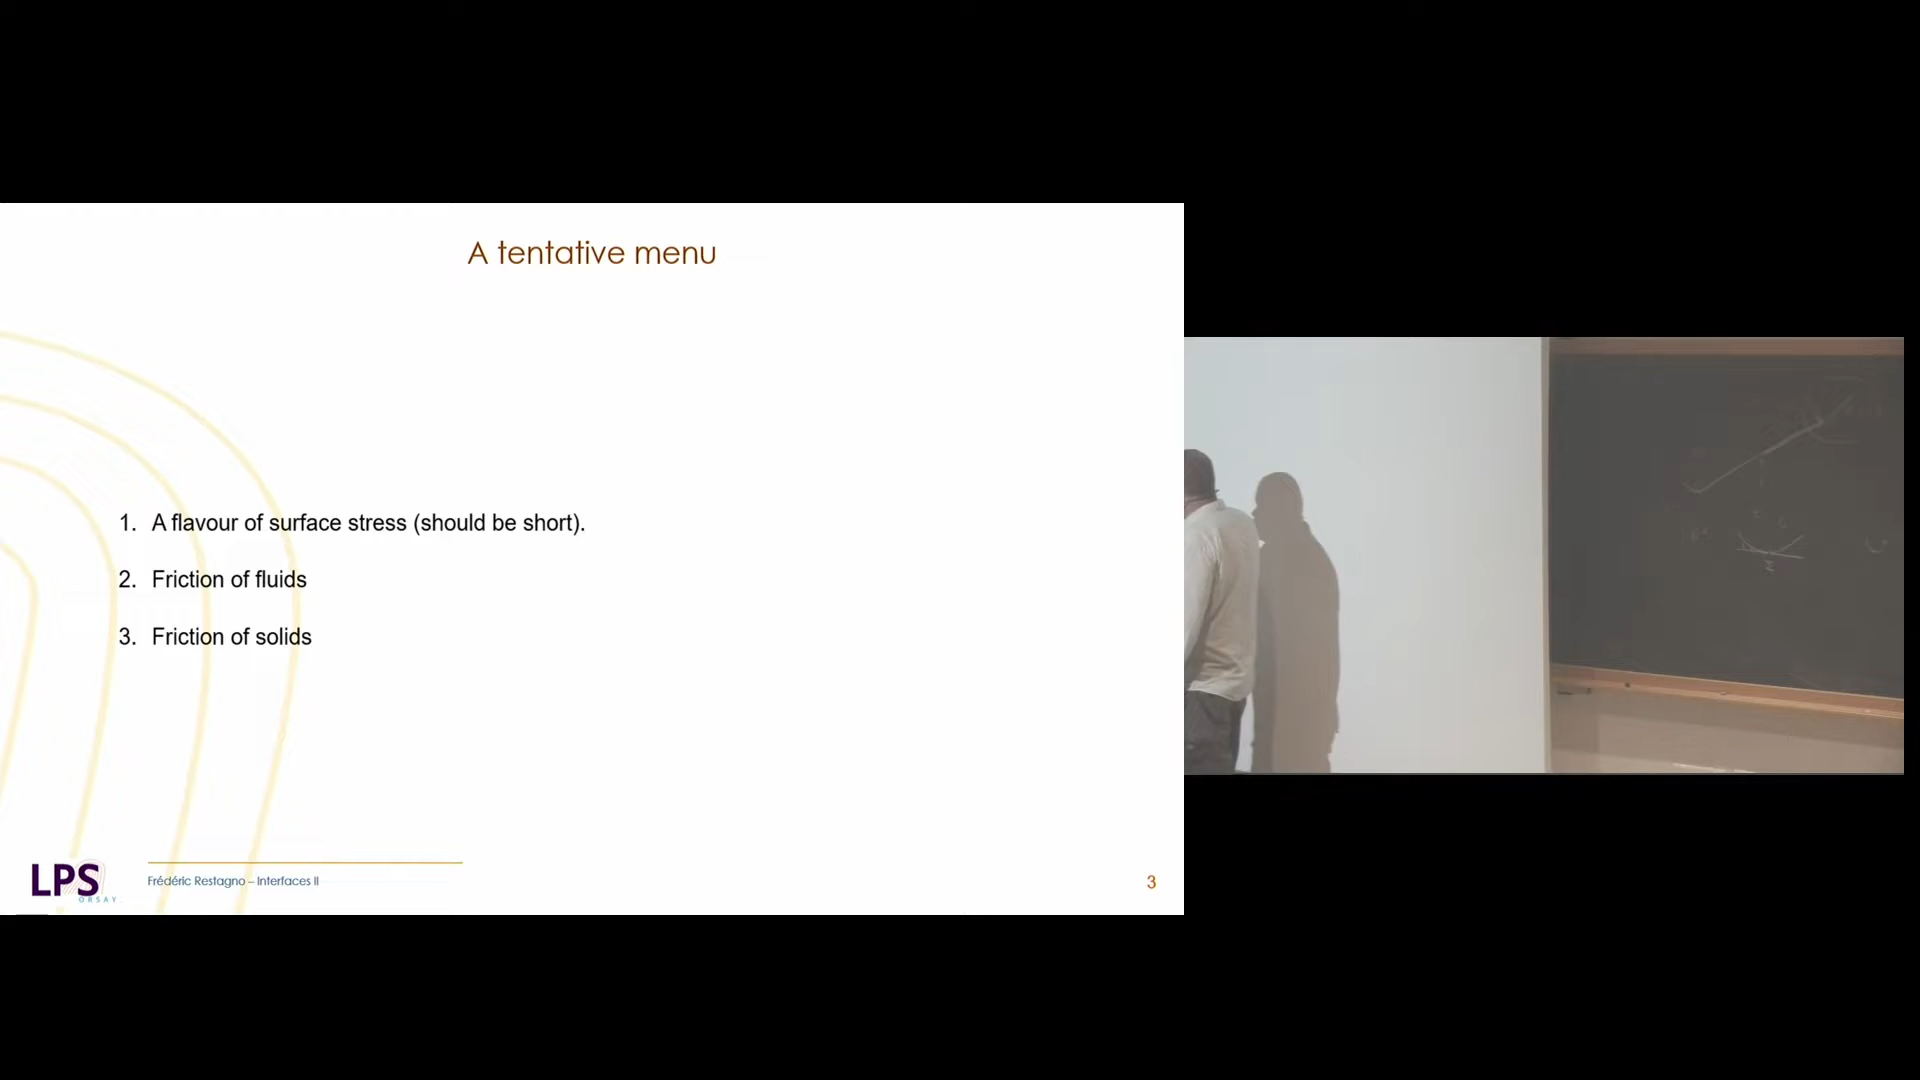 A tentative menu
1. A flavour of surface stress (should be short).
2. Friction of fluids
3. Friction of solids
LPS
ORSAY
Frédéric Restagno – Interfaces II
3